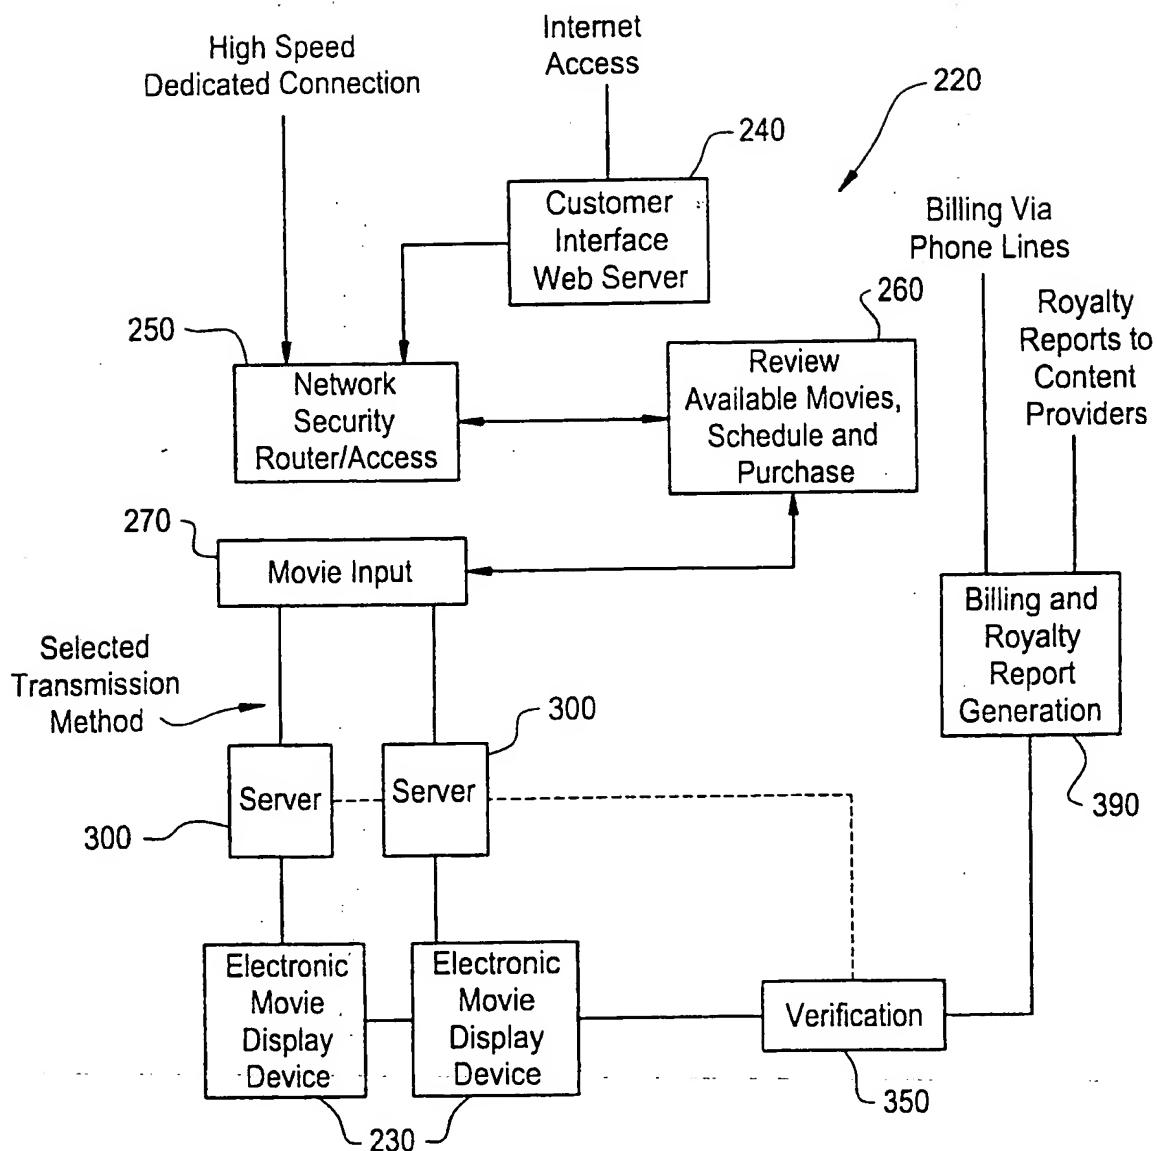 High Speed
Dedicated Connection
Internet
Access
220
240
Customer
Interface
Web Server
Billing Via
Phone Lines
260
Royalty
Reports to
Content
Providers
250
Network
Security
Router/Access
Review
Available Movies,
Schedule and
Purchase
270
Movie Input
Billing and
Royalty
Report
Generation
390
Selected
Transmission
Method
300
Server
Server
300
Electronic
Movie
Display
Device
Electronic
Movie
Display
Device
Verification
350
230